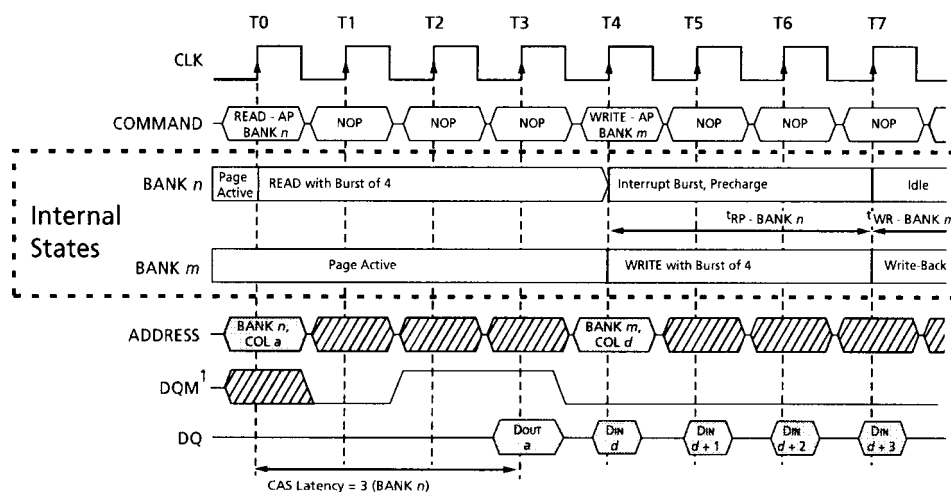 T0 T1 T2 T3 T4 T5 T6 T7
CLK
COMMAND READ - AP BANK n NOP NOP NOP WRITE - AP BANK m NOP NOP NOP
Internal States
BANK n Page Active READ with Burst of 4 Interrupt Burst, Precharge Idle
tRP - BANK n tWR - BANK m
BANK m Page Active WRITE with Burst of 4 Write-Back
ADDRESS BANK n, COL a BANK m, COL d
DQM1
DQ DOUT a DIN d DIN d + 1 DIN d + 2 DIN d + 3
CAS Latency = 3 (BANK n)